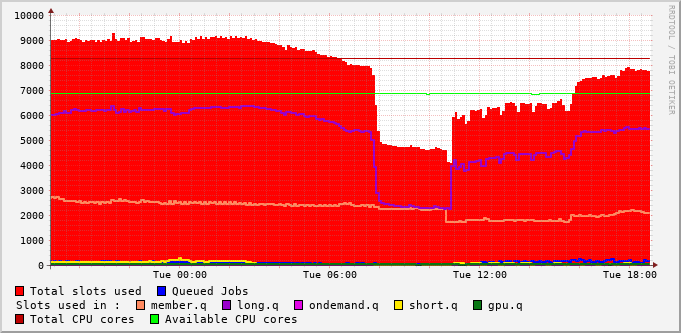 10000
9000
8000
7000
6000
5000
4000
3000
2000
1000
0
Tue 00:00 Tue 06:00 Tue 12:00 Tue 18:00
RRDTOOL / TOBI OETIKER
Total slots used Queued Jobs
Slots used in : member.q long.q ondemand.q short.q gpu.q
Total CPU cores Available CPU cores